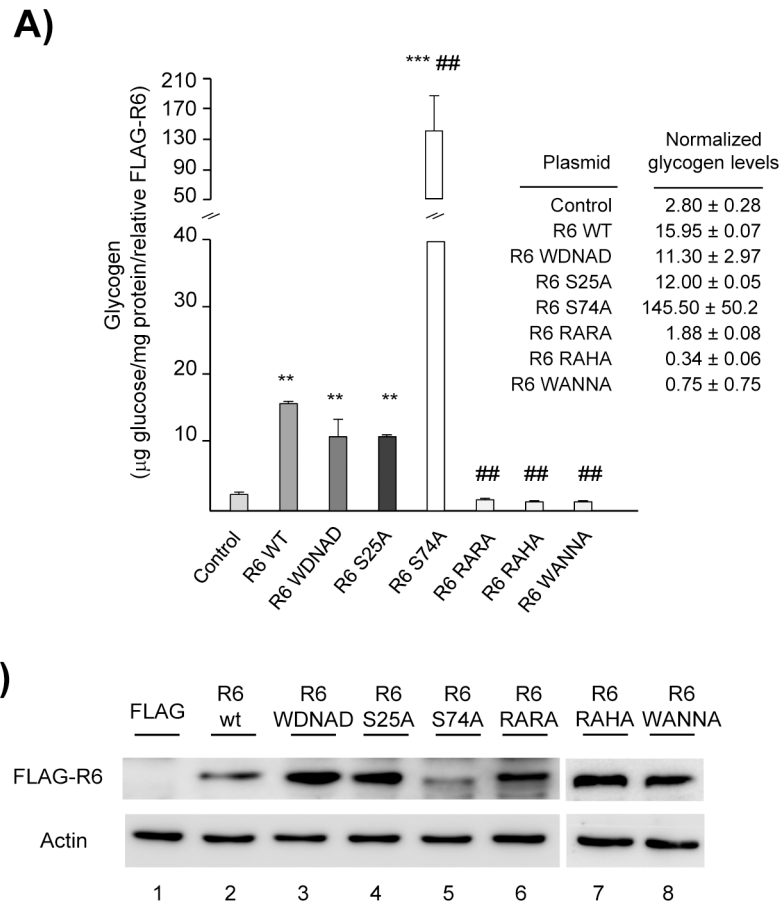 A)
*** ##
210
170
130
90
50
40
30
20
10
Glycogen
(µg glucose/mg protein/relative FLAG-R6)
**
**
**
##
##
##
Control
R6 WT
R6 WDNAD
R6 S25A
R6 S74A
R6 RARA
R6 RAHA
R6 WANNA
Plasmid
Normalized
glycogen levels
Control 2.80 ± 0.28
R6 WT 15.95 ± 0.07
R6 WDNAD 11.30 ± 2.97
R6 S25A 12.00 ± 0.05
R6 S74A 145.50 ± 50.2
R6 RARA 1.88 ± 0.08
R6 RAHA 0.34 ± 0.06
R6 WANNA 0.75 ± 0.75
)
FLAG
R6
wt
R6
WDNAD
R6
S25A
R6
S74A
R6
RARA
R6
RAHA
R6
WANNA
FLAG-R6
Actin
1 2 3 4 5 6 7 8